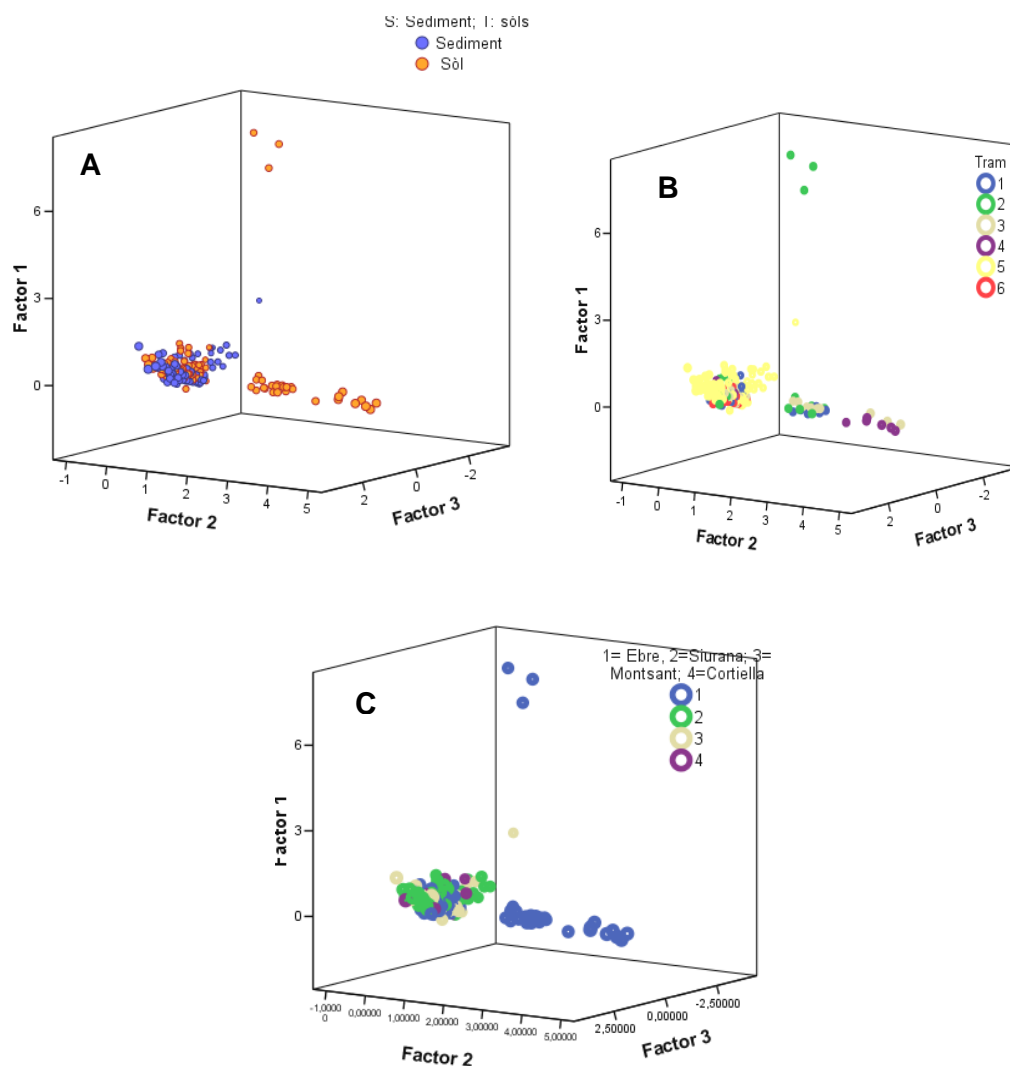 S: Sediment; T: sòls
Sediment
Sòl
A
6
3
0
Factor 1
-1
0
1
2
3
4
5
Factor 2
2
0
-2
Factor 3
B
Tram
1
2
3
4
5
6
6
3
0
Factor 1
-1
0
1
2
3
4
5
Factor 2
2
0
-2
Factor 3
1= Ebre, 2=Siurana; 3=
Montsant; 4=Cortiella
1
2
3
4
C
6
3
0
Factor 1
-1,0000
0
0,00000
1,00000
2,00000
3,00000
4,00000
5,00000
Factor 2
2,50000
0,00000
-2,50000
Factor 3